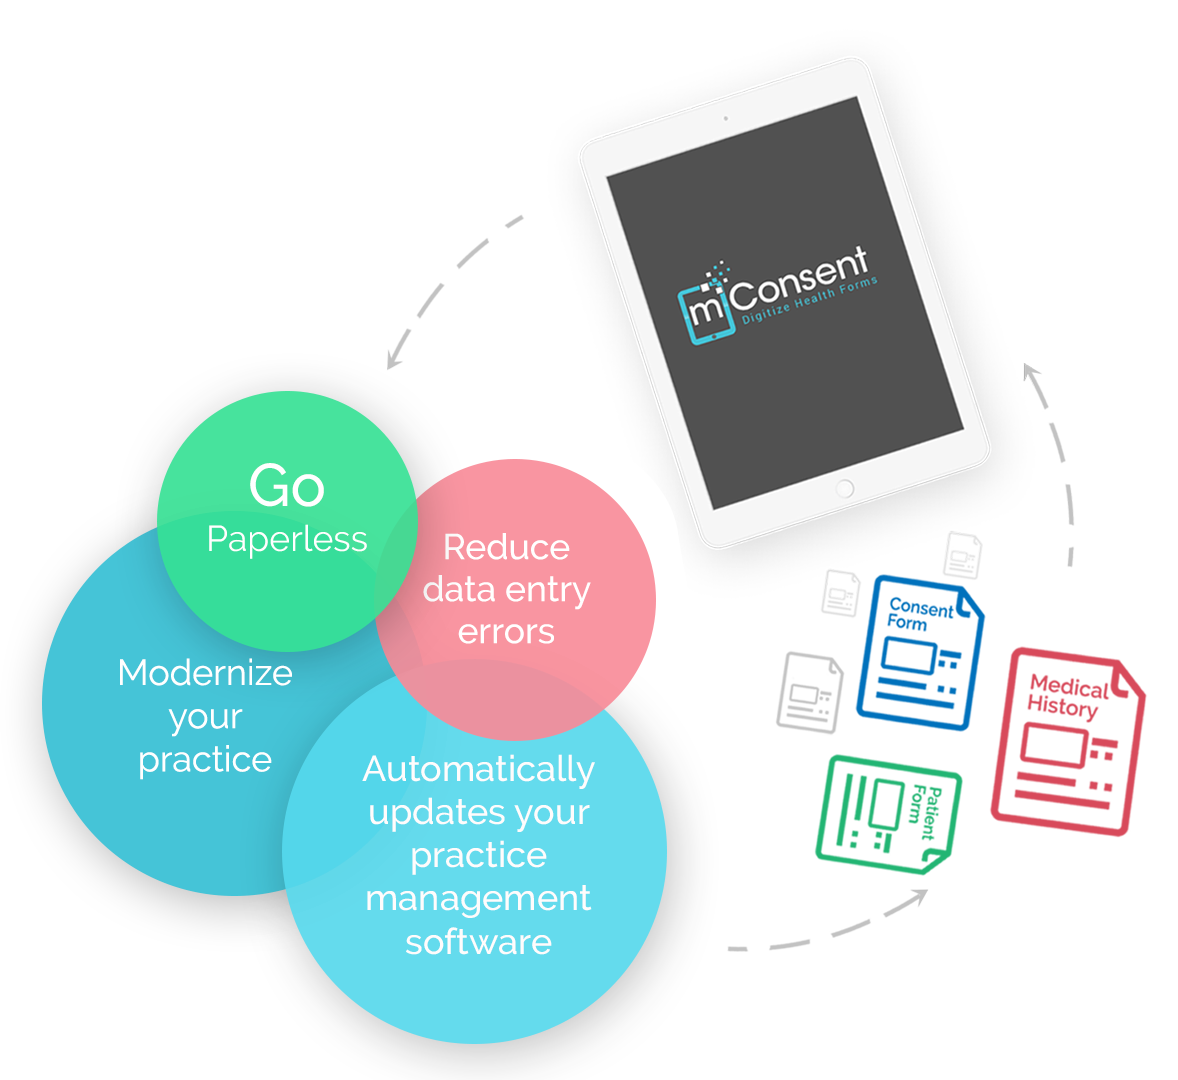 mConsent
Digitize Health Forms
Go
Paperless
Reduce
data entry
errors
Modernize
your
practice
Automatically
updates your
practice
management
software
Consent
Form
Medical
History
Patient
Form